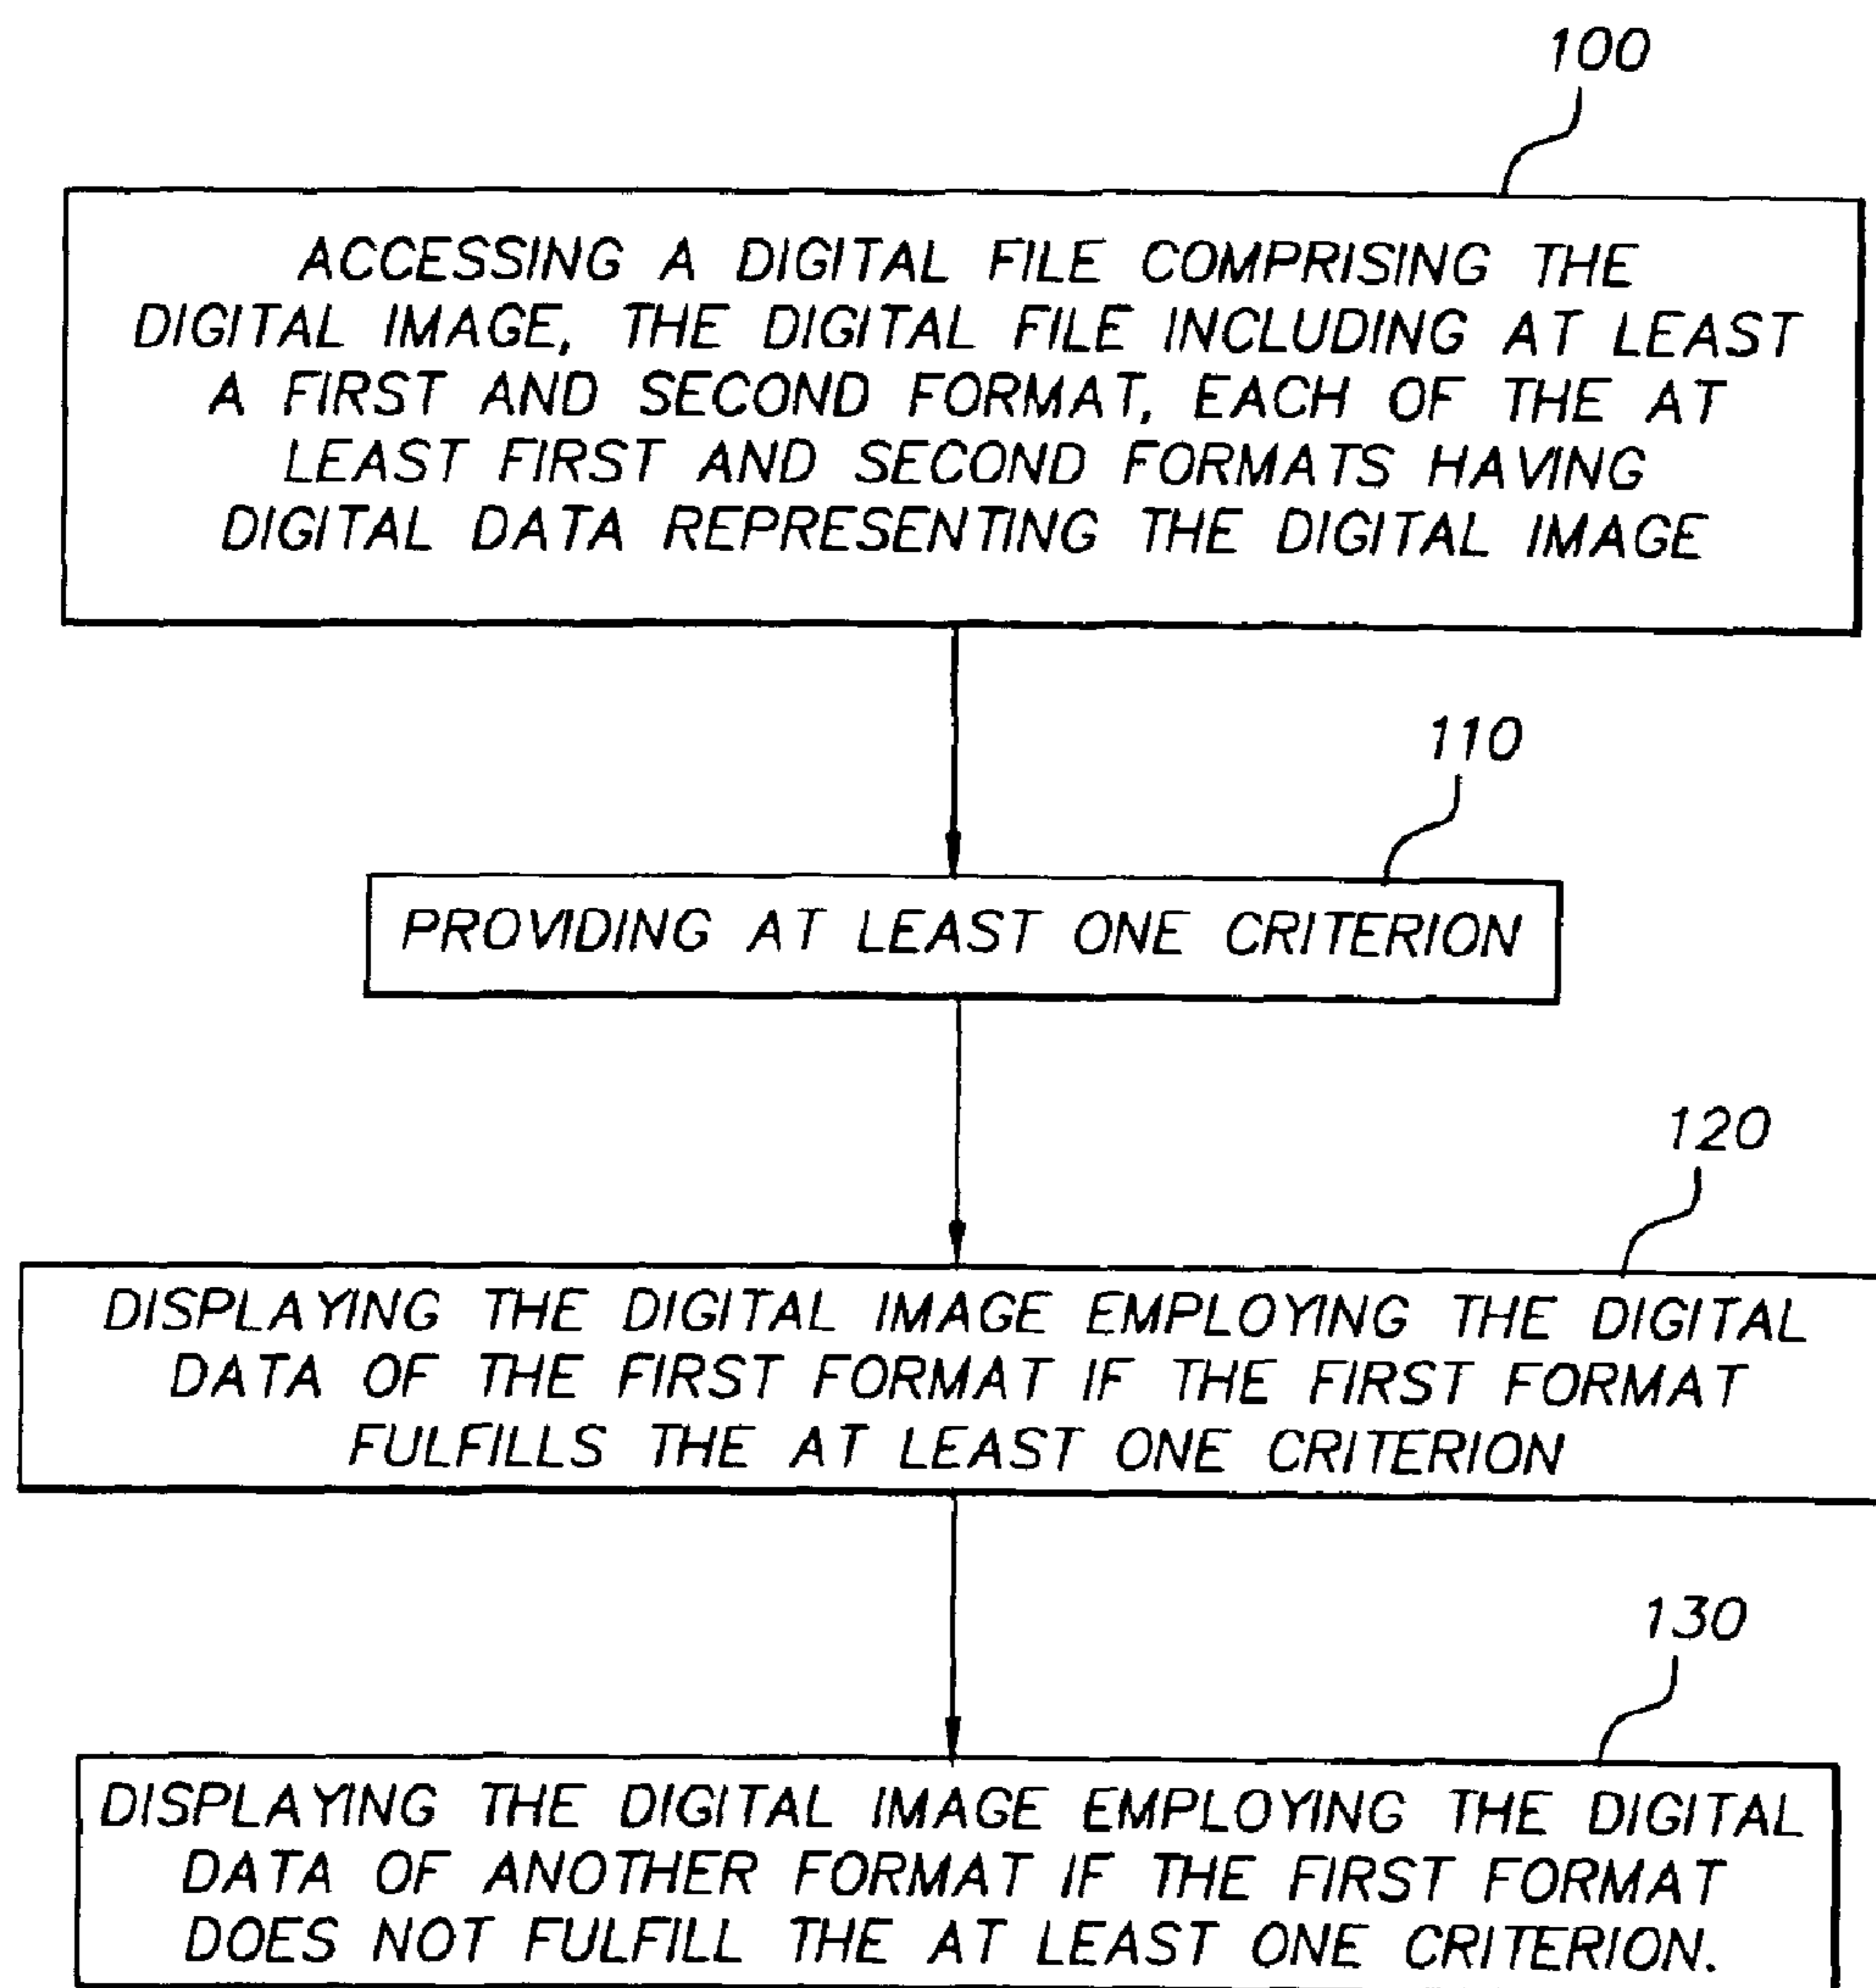 100
ACCESSING A DIGITAL FILE COMPRISING THE
DIGITAL IMAGE, THE DIGITAL FILE INCLUDING AT LEAST
A FIRST AND SECOND FORMAT, EACH OF THE AT
LEAST FIRST AND SECOND FORMATS HAVING
DIGITAL DATA REPRESENTING THE DIGITAL IMAGE
110
PROVIDING AT LEAST ONE CRITERION
120
DISPLAYING THE DIGITAL IMAGE EMPLOYING THE DIGITAL
DATA OF THE FIRST FORMAT IF THE FIRST FORMAT
FULFILLS THE AT LEAST ONE CRITERION
130
DISPLAYING THE DIGITAL IMAGE EMPLOYING THE DIGITAL
DATA OF ANOTHER FORMAT IF THE FIRST FORMAT
DOES NOT FULFILL THE AT LEAST ONE CRITERION.